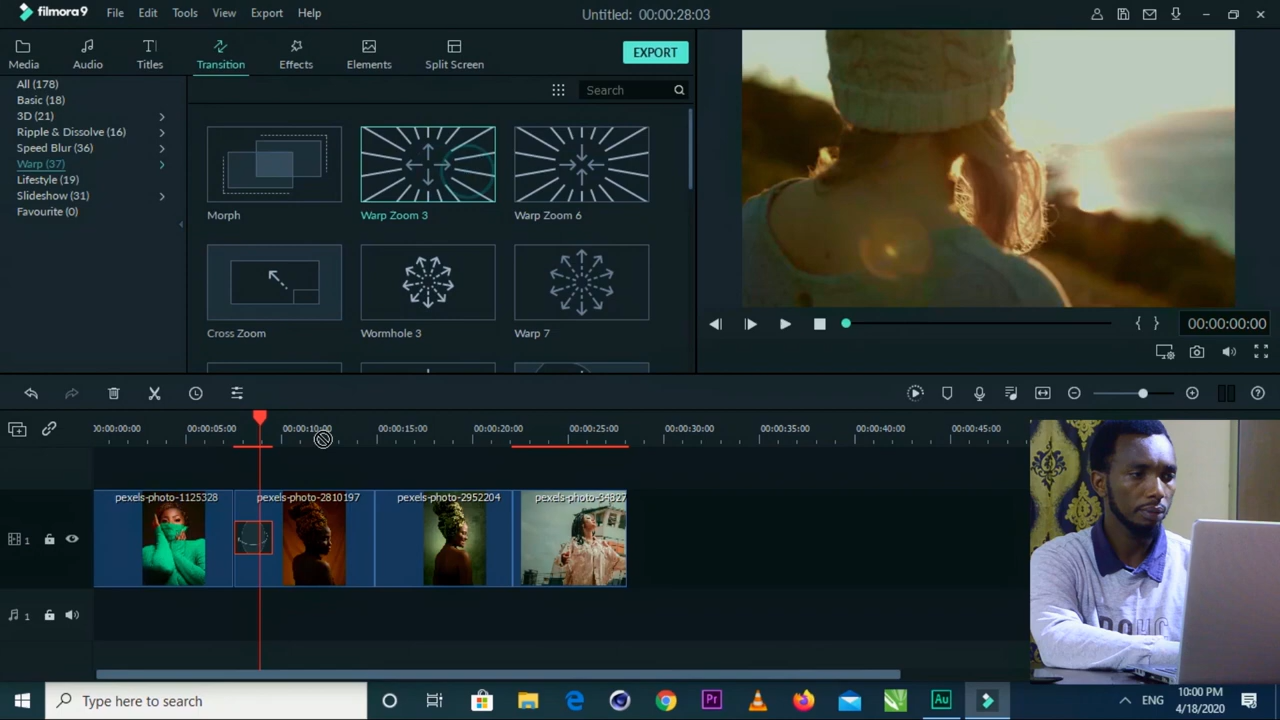 filmora9 File Edit Tools View Export Help Untitled: 00:00:28:03
Media Audio Titles Transition Effects Elements Split Screen EXPORT
All (178)
Basic (18)
3D (21)
Ripple & Dissolve (16)
Speed Blur (36)
Warp (37)
Lifestyle (19)
Slideshow (31)
Favourite (0)
Search
Morph Warp Zoom 3 Warp Zoom 6
Cross Zoom Wormhole 3 Warp 7
00:00:00:00
00:00:00:00 00:00:05:00 00:00:10:00 00:00:15:00 00:00:20:00 00:00:25:00 00:00:30:00 00:00:35:00 00:00:40:00 00:00:45:00
pexels-photo-1125328 pexels-photo-2810197 pexels-photo-2952204 pexels-photo-34827
1
1
Type here to search
Pr
Au
ENG
10:00 PM
4/18/2020